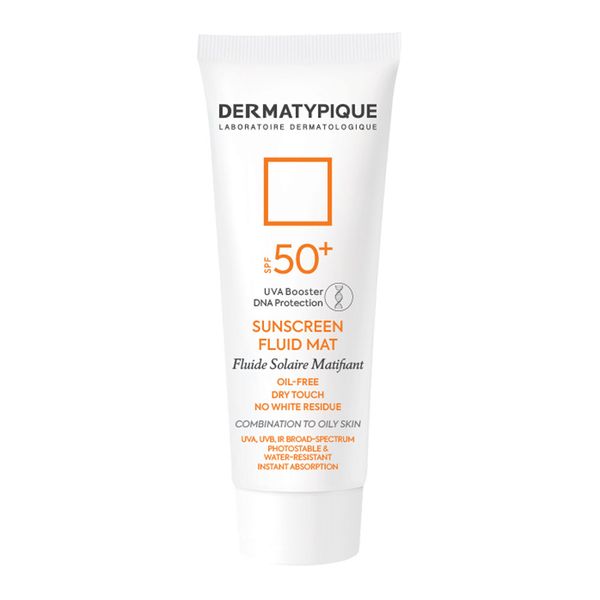 DERMATYPIQUE
LABORATOIRE DERMATOLOGIQUE
SPF 50+
UVA Booster
DNA Protection
SUNSCREEN
FLUID MAT
Fluide Solaire Matifiant
OIL-FREE
DRY TOUCH
NO WHITE RESIDUE
COMBINATION TO OILY SKIN
UVA, UVB, IR BROAD-SPECTRUM
PHOTOSTABLE &
WATER-RESISTANT
INSTANT ABSORPTION